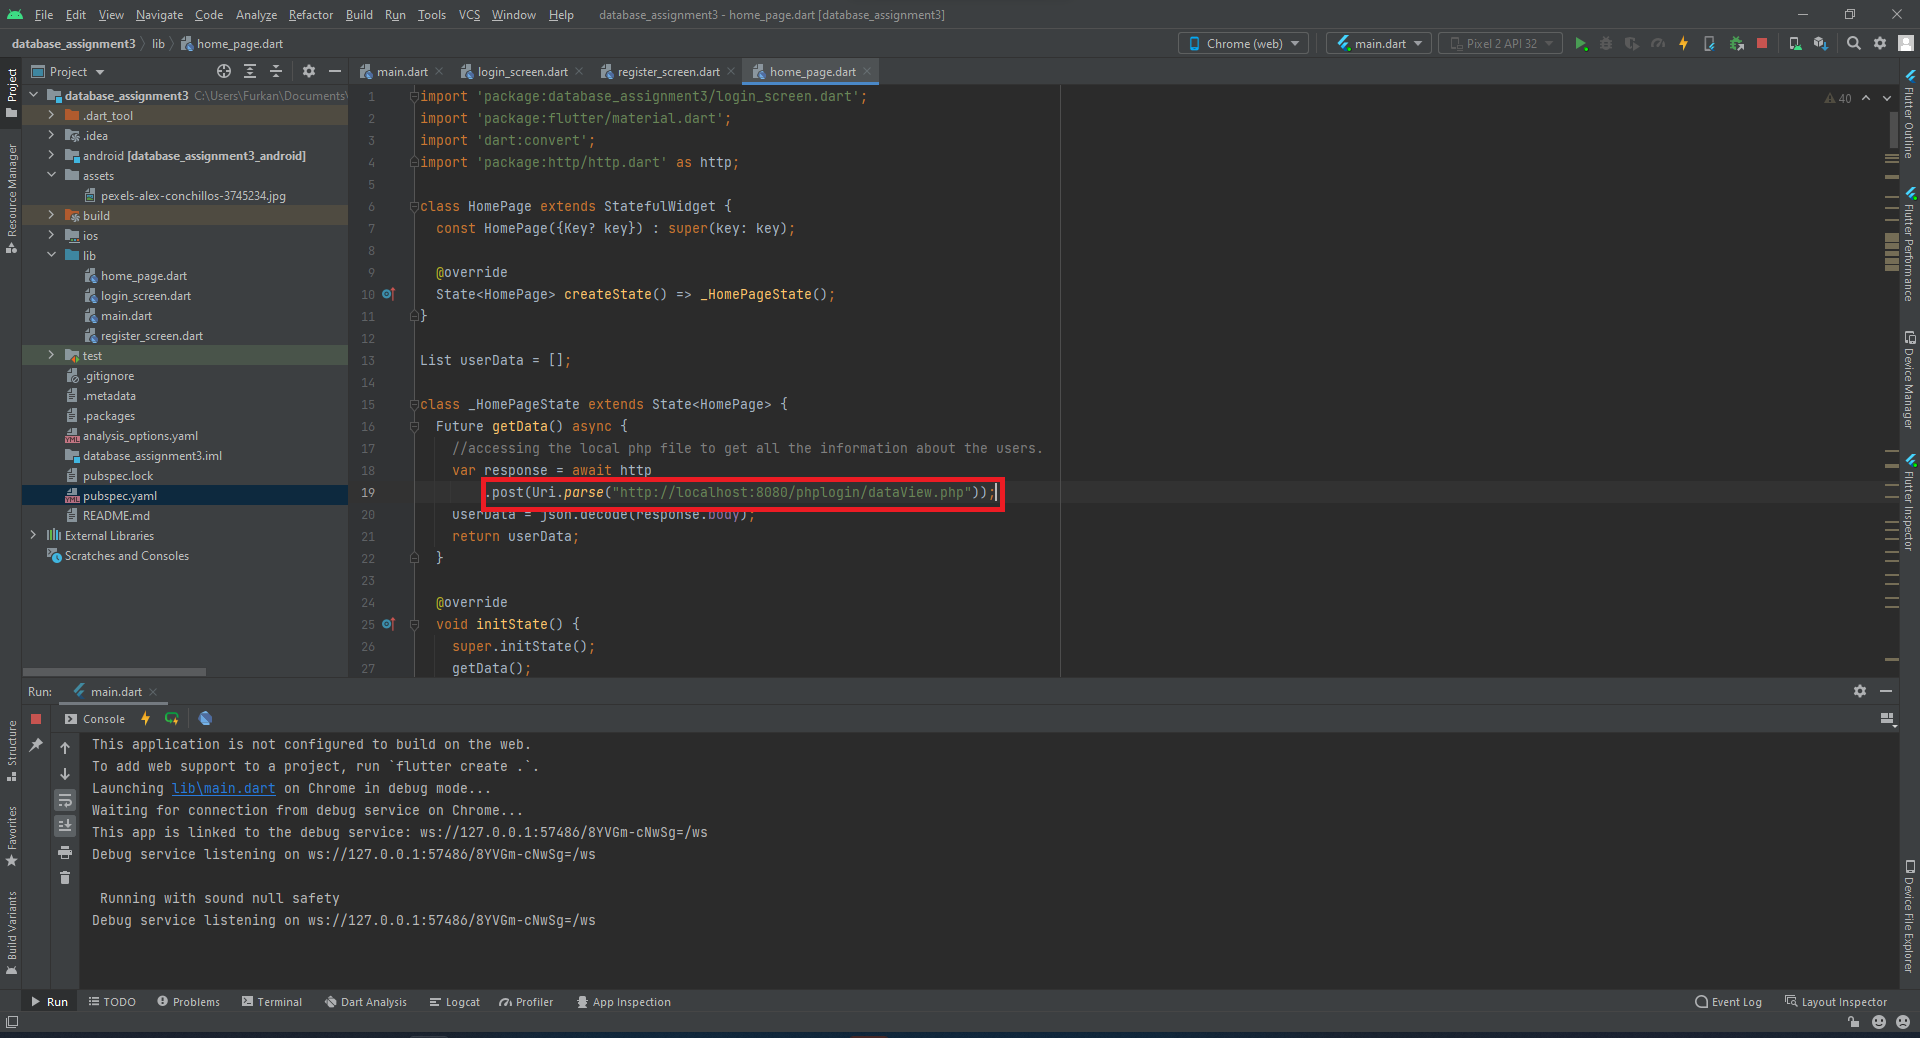 File Edit View Navigate Code Analyze Refactor Build Run Tools VCS Window Help database_assignment3 - home_page.dart [database_assignment3]
database_assignment3 lib home_page.dart Chrome (web) main.dart Pixel 2 API 32
Project main.dart login_screen.dart register_screen.dart home_page.dart
Project
Resource Manager
Structure
Favorites
Build Variants
database_assignment3 C:\Users\Furkan\Documents\
.dart_tool
.idea
android [database_assignment3_android]
assets
pexels-alex-conchillos-3745234.jpg
build
ios
lib
home_page.dart
login_screen.dart
main.dart
register_screen.dart
test
.gitignore
.metadata
.packages
analysis_options.yaml
database_assignment3.iml
pubspec.lock
pubspec.yaml
README.md
External Libraries
Scratches and Consoles
40
1 import 'package:database_assignment3/login_screen.dart';
2 import 'package:flutter/material.dart';
3 import 'dart:convert';
4 import 'package:http/http.dart' as http;
5
6 class HomePage extends StatefulWidget {
7 const HomePage({Key? key}) : super(key: key);
8
9 @override
10 State<HomePage> createState() => _HomePageState();
11 }
12
13 List userData = [];
14
15 class _HomePageState extends State<HomePage> {
16 Future getData() async {
17 //accessing the local php file to get all the information about the users.
18 var response = await http
19 .post(Uri.parse("http://localhost:8080/phplogin/dataView.php"));
20 userData = json.decode(response.body);
21 return userData;
22 }
23
24 @override
25 void initState() {
26 super.initState();
27 getData();
Flutter Outline
Flutter Performance
Device Manager
Flutter Inspector
Device File Explorer
Run: main.dart
Console
This application is not configured to build on the web.
To add web support to a project, run `flutter create .`.
Launching lib\main.dart on Chrome in debug mode...
Waiting for connection from debug service on Chrome...
This app is linked to the debug service: ws://127.0.0.1:57486/8YVGm-cNwSg=/ws
Debug service listening on ws://127.0.0.1:57486/8YVGm-cNwSg=/ws
Running with sound null safety
Debug service listening on ws://127.0.0.1:57486/8YVGm-cNwSg=/ws
Run TODO Problems Terminal Dart Analysis Logcat Profiler App Inspection Event Log Layout Inspector